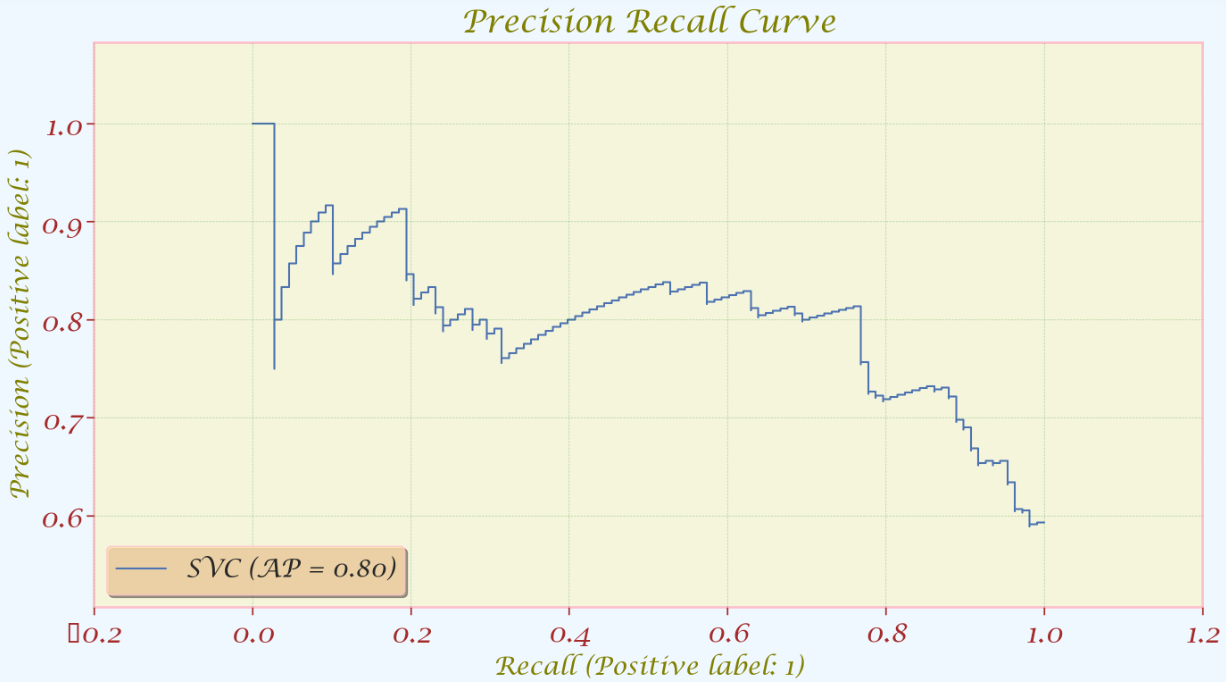 Precision Recall Curve
Precision (Positive label: 1)
1.0
0.9
0.8
0.7
0.6
SVC (AP = 0.80)
▯0.2 0.0 0.2 0.4 0.6 0.8 1.0 1.2
Recall (Positive label: 1)